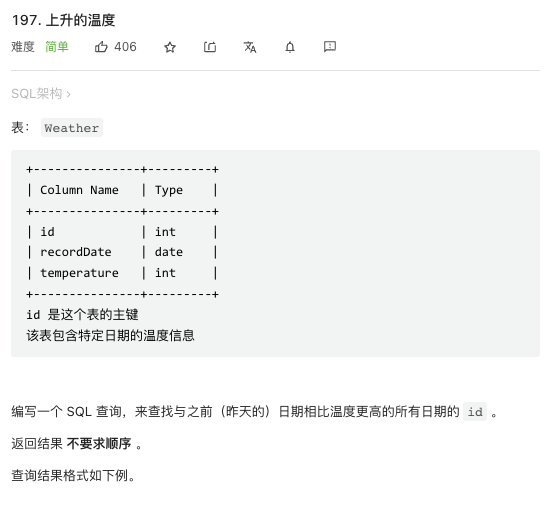 197. 上升的温度
难度 简单 406
SQL架构 ›
表： Weather
+---------------+---------+
| Column Name   | Type    |
+---------------+---------+
| id            | int     |
| recordDate    | date    |
| temperature   | int     |
+---------------+---------+
id 是这个表的主键
该表包含特定日期的温度信息
编写一个 SQL 查询，来查找与之前（昨天的）日期相比温度更高的所有日期的 id 。
返回结果 不要求顺序 。
查询结果格式如下例。